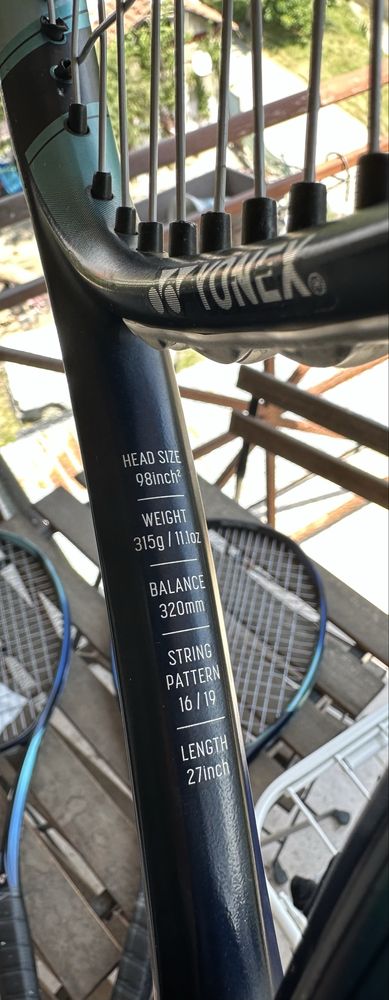 YONEX®
HEAD SIZE
98inch²
WEIGHT
315g / 11.1oz
BALANCE
320mm
STRING
PATTERN
16 / 19
LENGTH
27inch